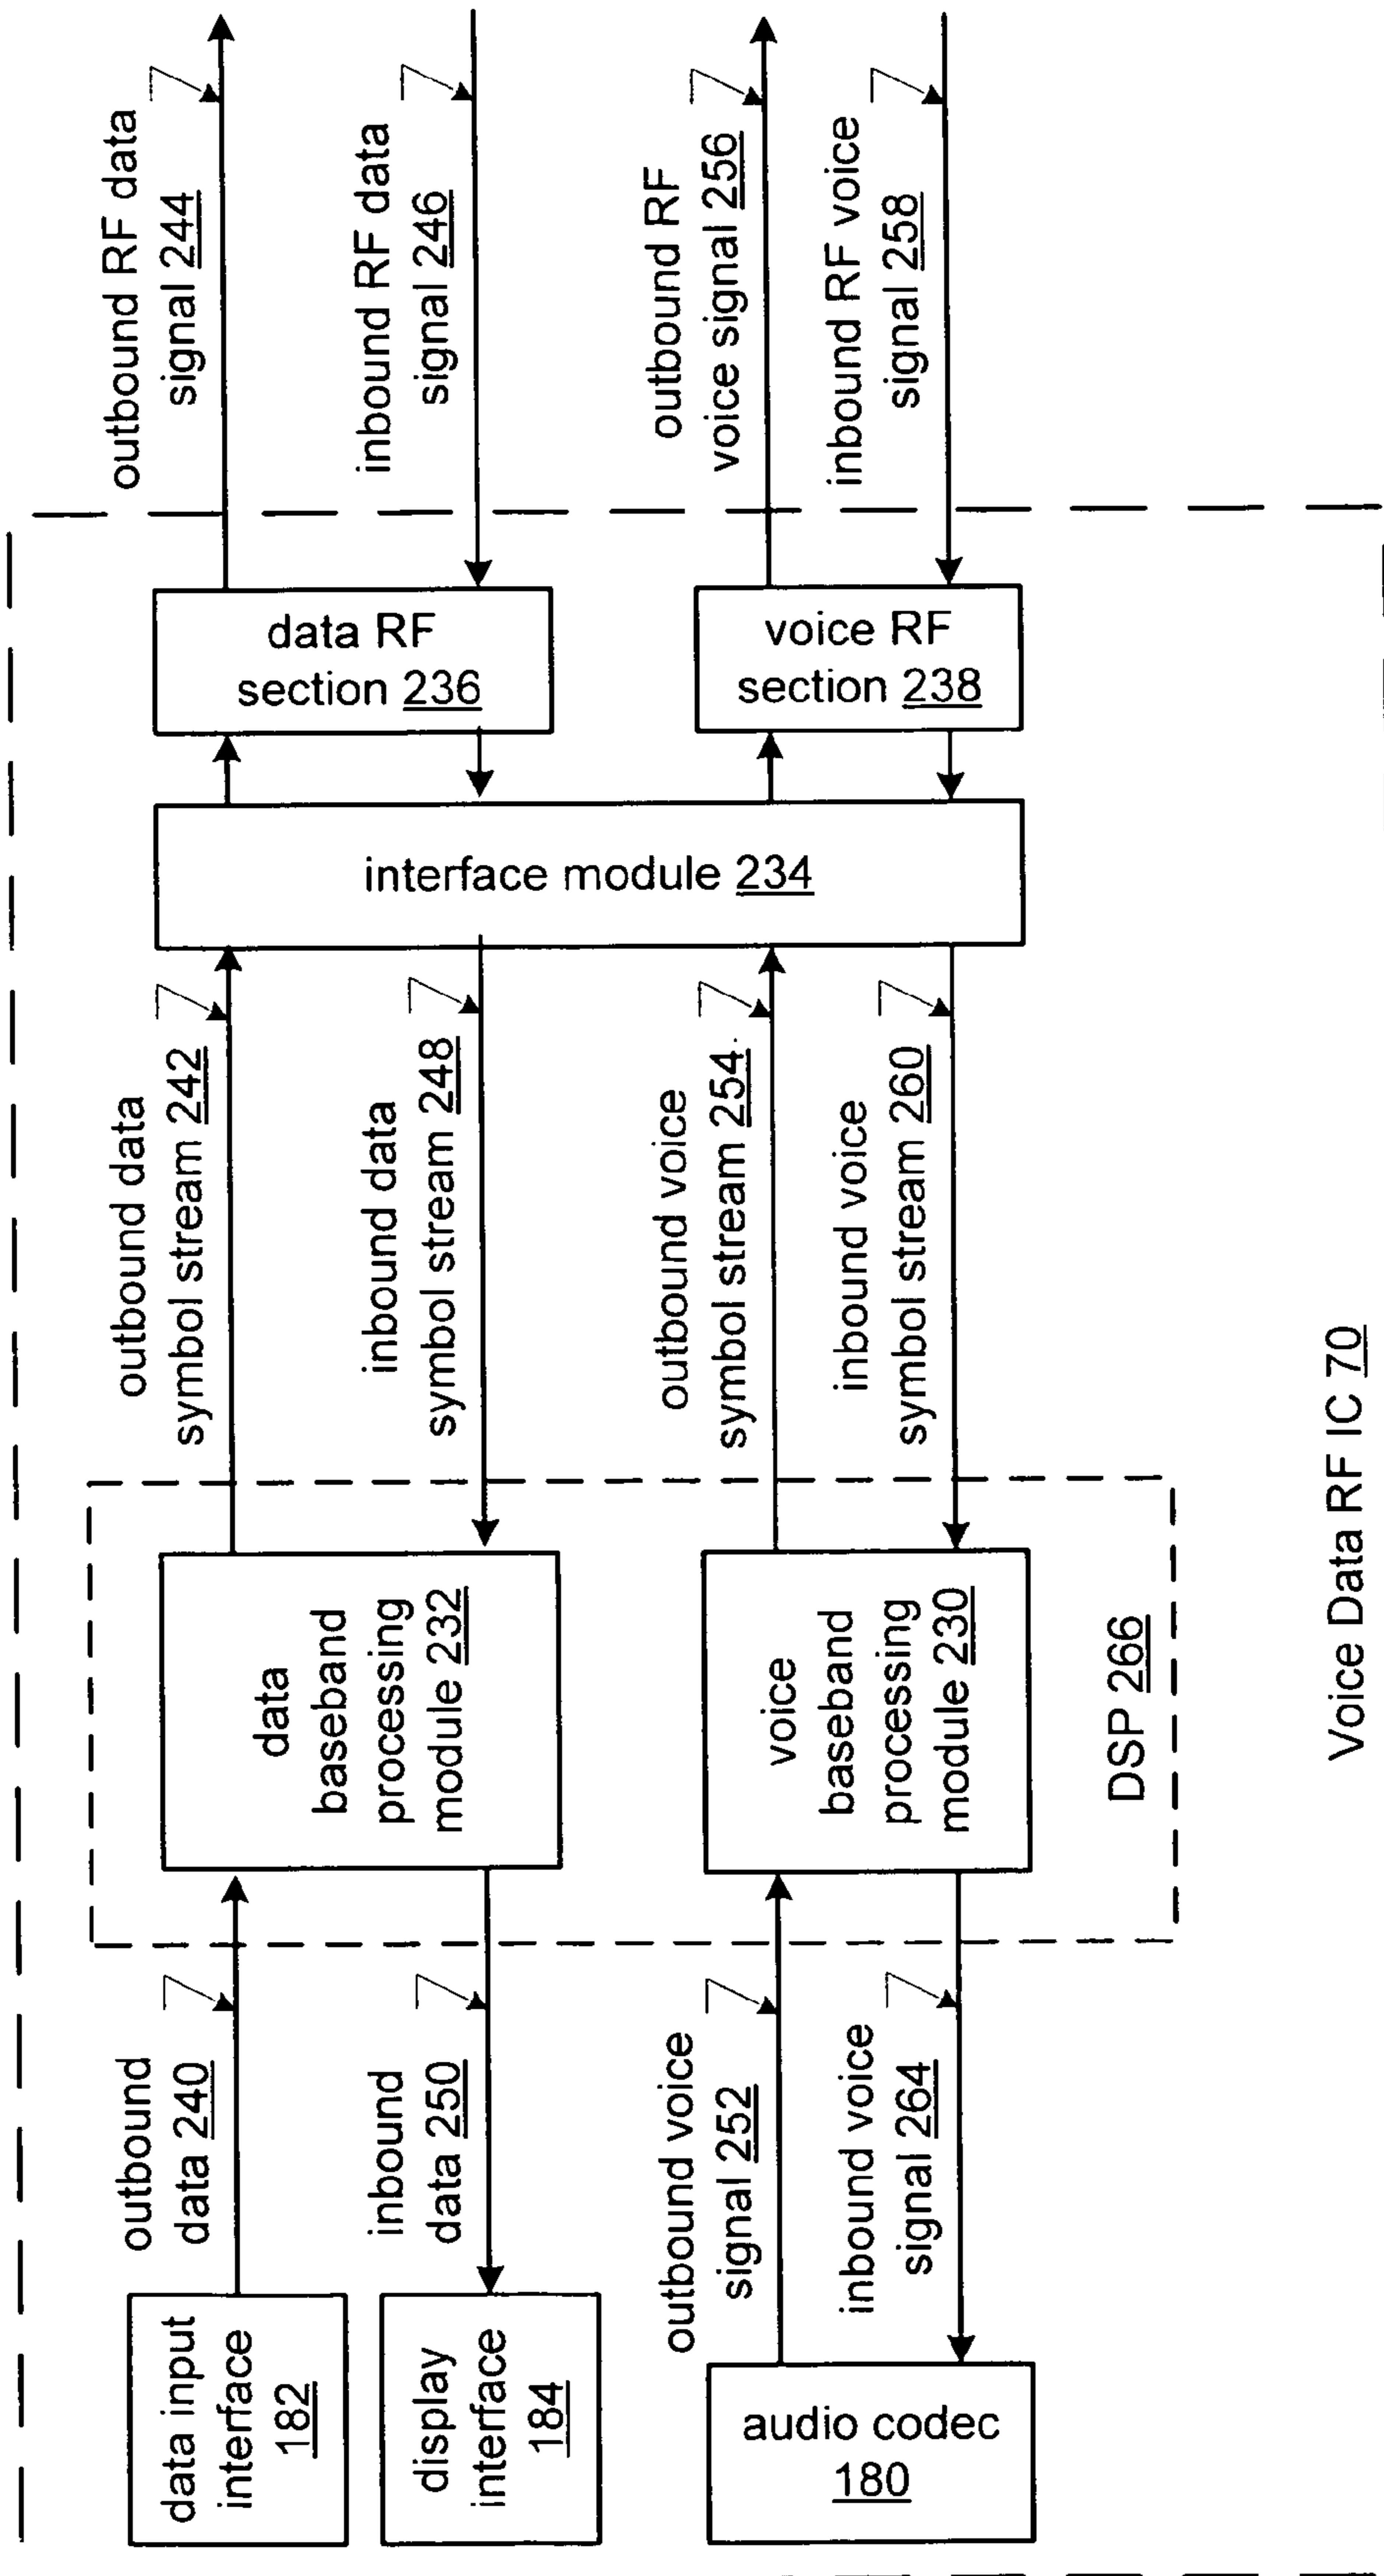 data input
interface
182
outbound
data 240
data
baseband
processing
module 232
outbound data
symbol stream 242
interface module 234
data RF
section 236
outbound RF data
signal 244
display
interface
184
inbound
data 250
inbound data
symbol stream 248
inbound RF data
signal 246
audio codec
180
outbound voice
signal 252
voice
baseband
processing
module 230
outbound voice
symbol stream 254
voice RF
section 238
outbound RF
voice signal 256
inbound voice
signal 264
inbound voice
symbol stream 260
inbound RF voice
signal 258
DSP 266
Voice Data RF IC 70